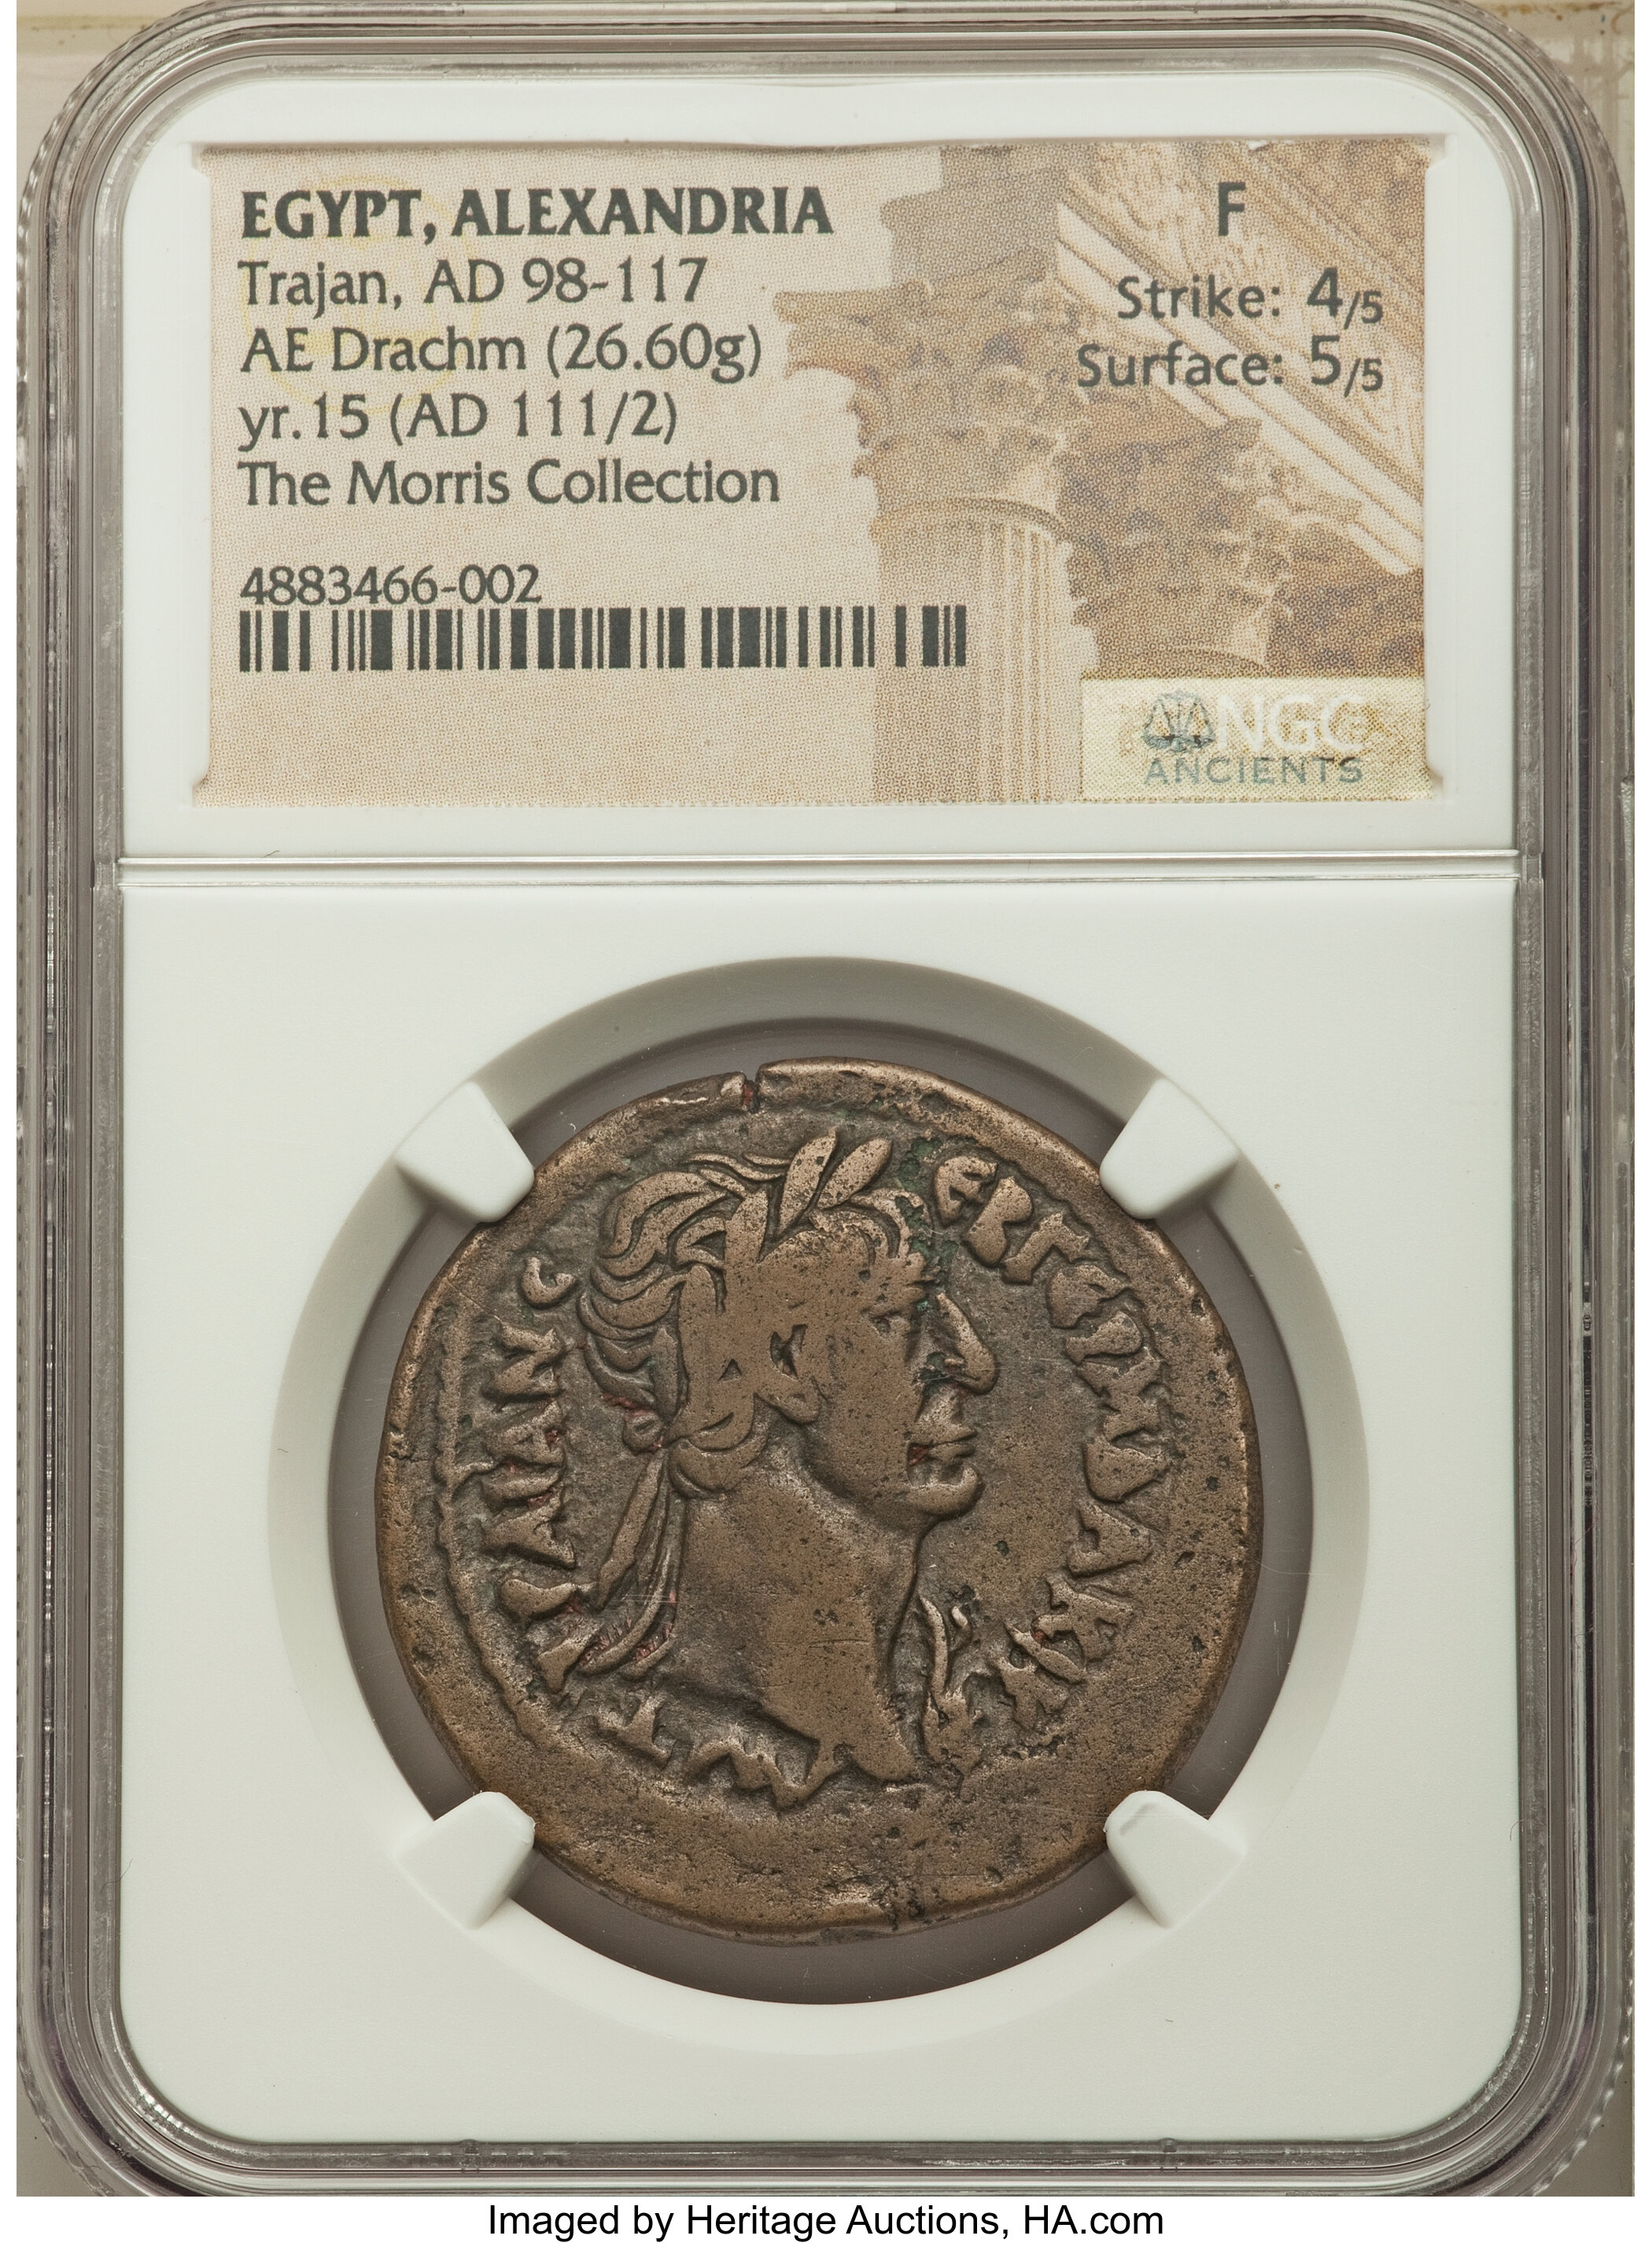 EGYPT, ALEXANDRIA
Trajan, AD 98-117
AE Drachm (26.60g)
yr.15 (AD 111/2)
The Morris Collection
4883466-002
F
Strike: 4/5
Surface: 5/5
NGC
ANCIENTS
Imaged by Heritage Auctions, HA.com